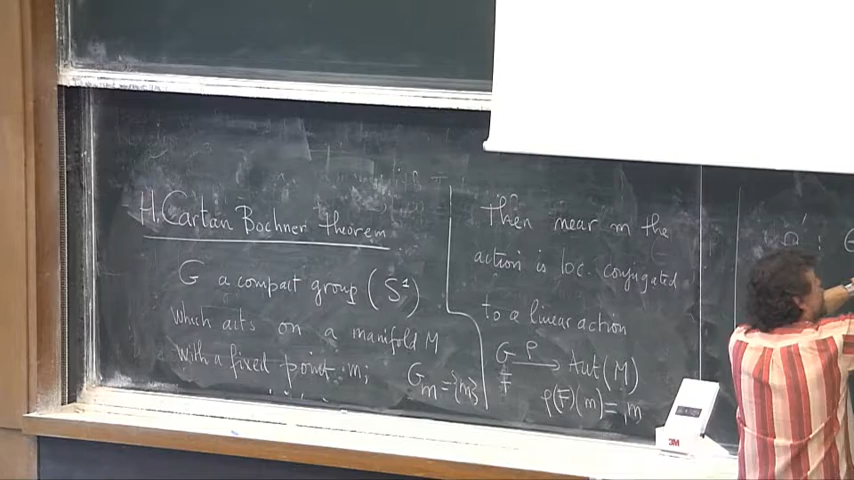 H. Cartan Bochner theorem
G a compact group (S¹)
which acts on a manifold M
with a fixed point m; Gm = {m}
Then near m the
action is loc. conjugated
to a linear action
G ρ→ Aut(M)
ρ(F)(m) = m
3M